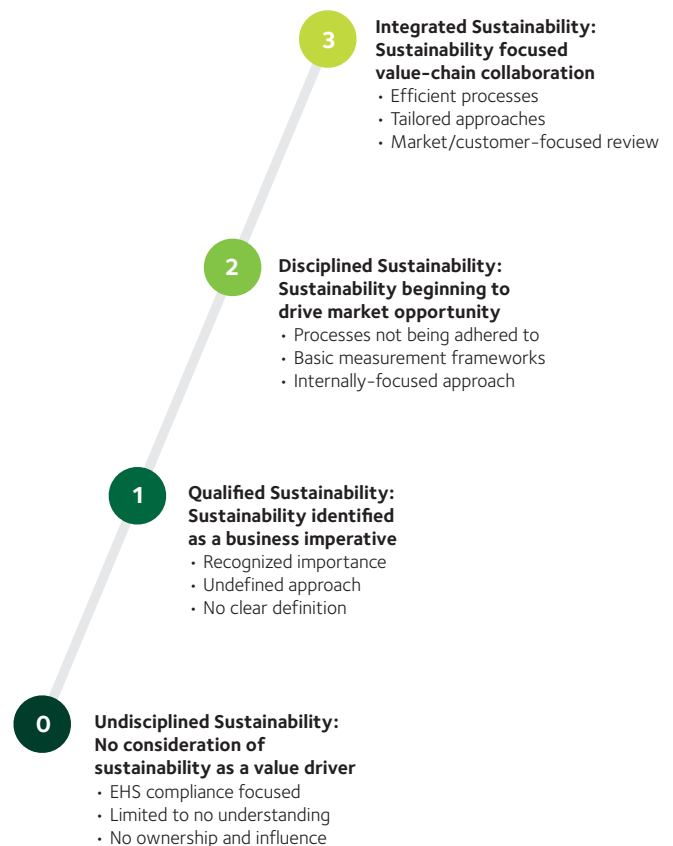 3
Integrated Sustainability:
Sustainability focused
value-chain collaboration
• Efficient processes
• Tailored approaches
• Market/customer-focused review
2
Disciplined Sustainability:
Sustainability beginning to
drive market opportunity
• Processes not being adhered to
• Basic measurement frameworks
• Internally-focused approach
1
Qualified Sustainability:
Sustainability identified
as a business imperative
• Recognized importance
• Undefined approach
• No clear definition
0
Undisciplined Sustainability:
No consideration of
sustainability as a value driver
• EHS compliance focused
• Limited to no understanding
• No ownership and influence